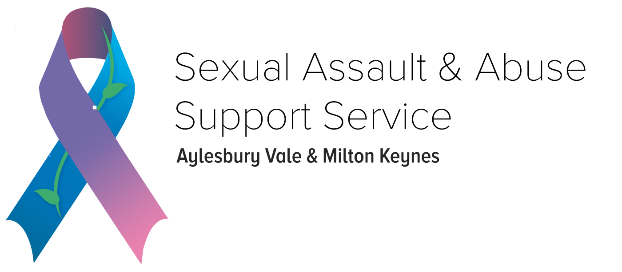 Sexual Assault & Abuse
Support Service
Aylesbury Vale & Milton Keynes